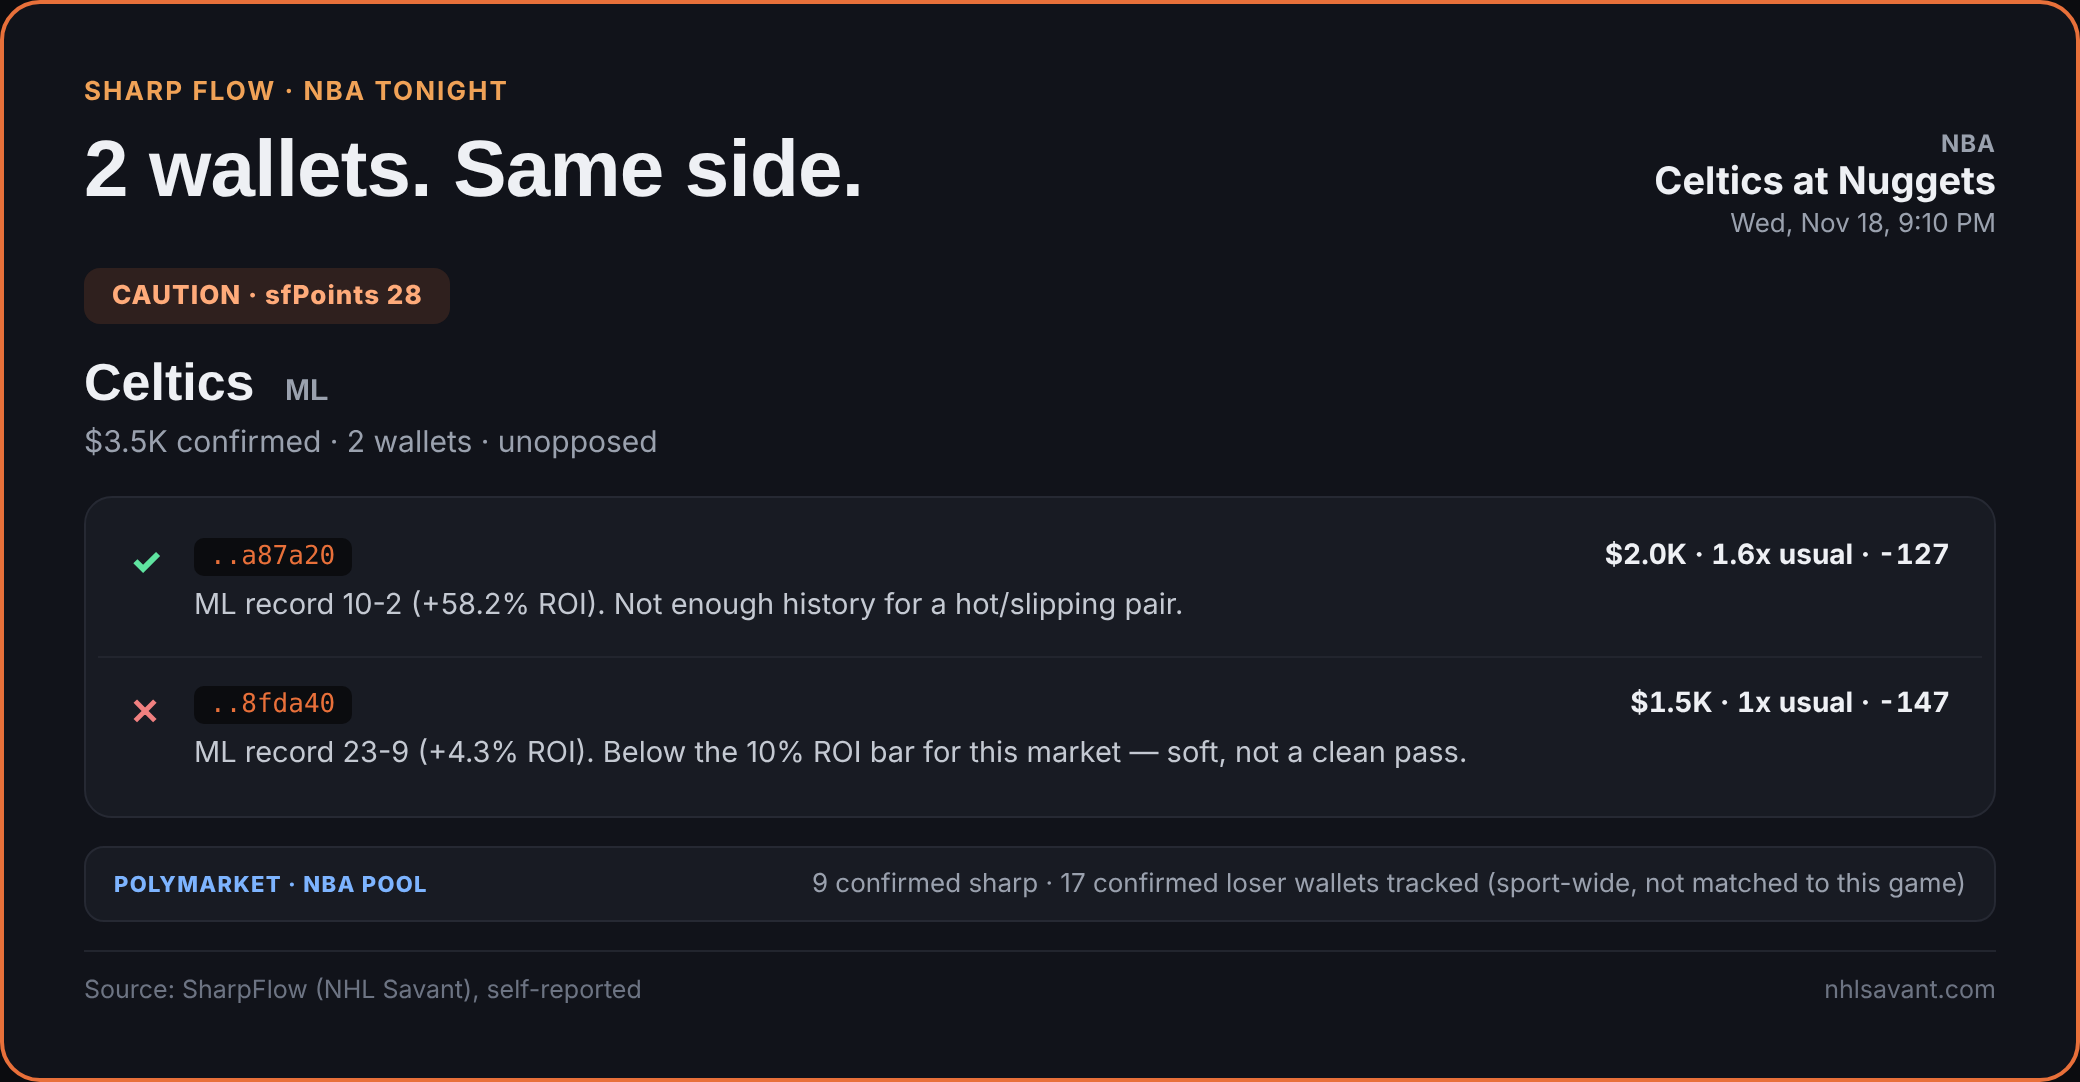 SHARP FLOW · NBA TONIGHT
2 wallets. Same side.
NBA
Celtics at Nuggets
Wed, Nov 18, 9:10 PM
CAUTION · sfPoints 28
Celtics ML
$3.5K confirmed · 2 wallets · unopposed
..a87a20 $2.0K · 1.6x usual · -127
ML record 10-2 (+58.2% ROI). Not enough history for a hot/slipping pair.
..8fda40 $1.5K · 1x usual · -147
ML record 23-9 (+4.3% ROI). Below the 10% ROI bar for this market — soft, not a clean pass.
POLYMARKET · NBA POOL 9 confirmed sharp · 17 confirmed loser wallets tracked (sport-wide, not matched to this game)
Source: SharpFlow (NHL Savant), self-reported nhlsavant.com